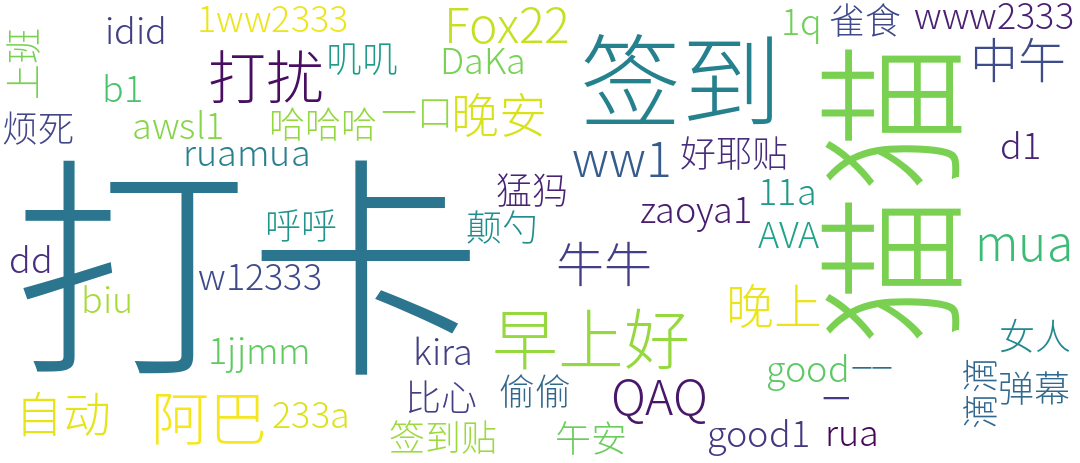 上班
idid
1ww2333
Fox22
签到
1q
雀食
www2333
打扰
叽叽
DaKa
猫猫
中午
b1
烦死
awsl1
哈哈哈
一口
晚安
ruamua
ww1
好耶贴
d1
打卡
猛犸
11a
zaoya1
呼呼
颠勺
AVA
mua
dd
w12333
牛牛
biu
晚上
早上好
1jjmm
kira
女人
good一一
自动
阿巴
233a
比心
偷偷
QAQ
一
弹幕
签到贴
午安
good1
rua